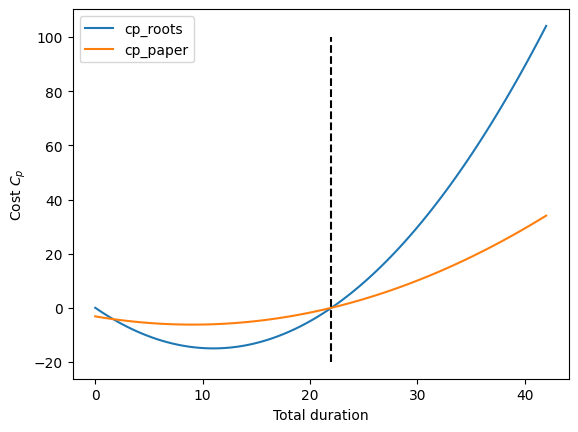 cp_roots
cp_paper
100
80
60
40
20
0
−20
Cost $C_p$
0 10 20 30 40
Total duration